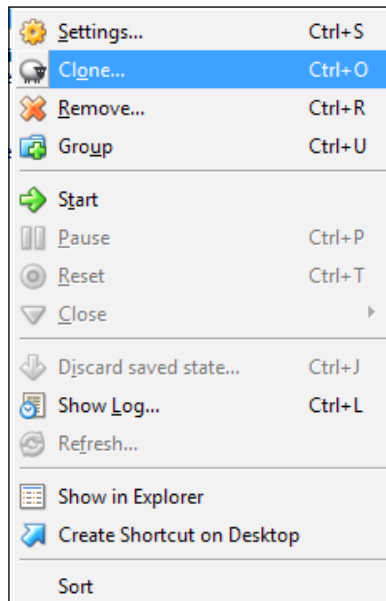 Settings... Ctrl+S
Clone... Ctrl+O
Remove... Ctrl+R
Group Ctrl+U
Start
Pause Ctrl+P
Reset Ctrl+T
Close
Discard saved state... Ctrl+J
Show Log... Ctrl+L
Refresh...
Show in Explorer
Create Shortcut on Desktop
Sort